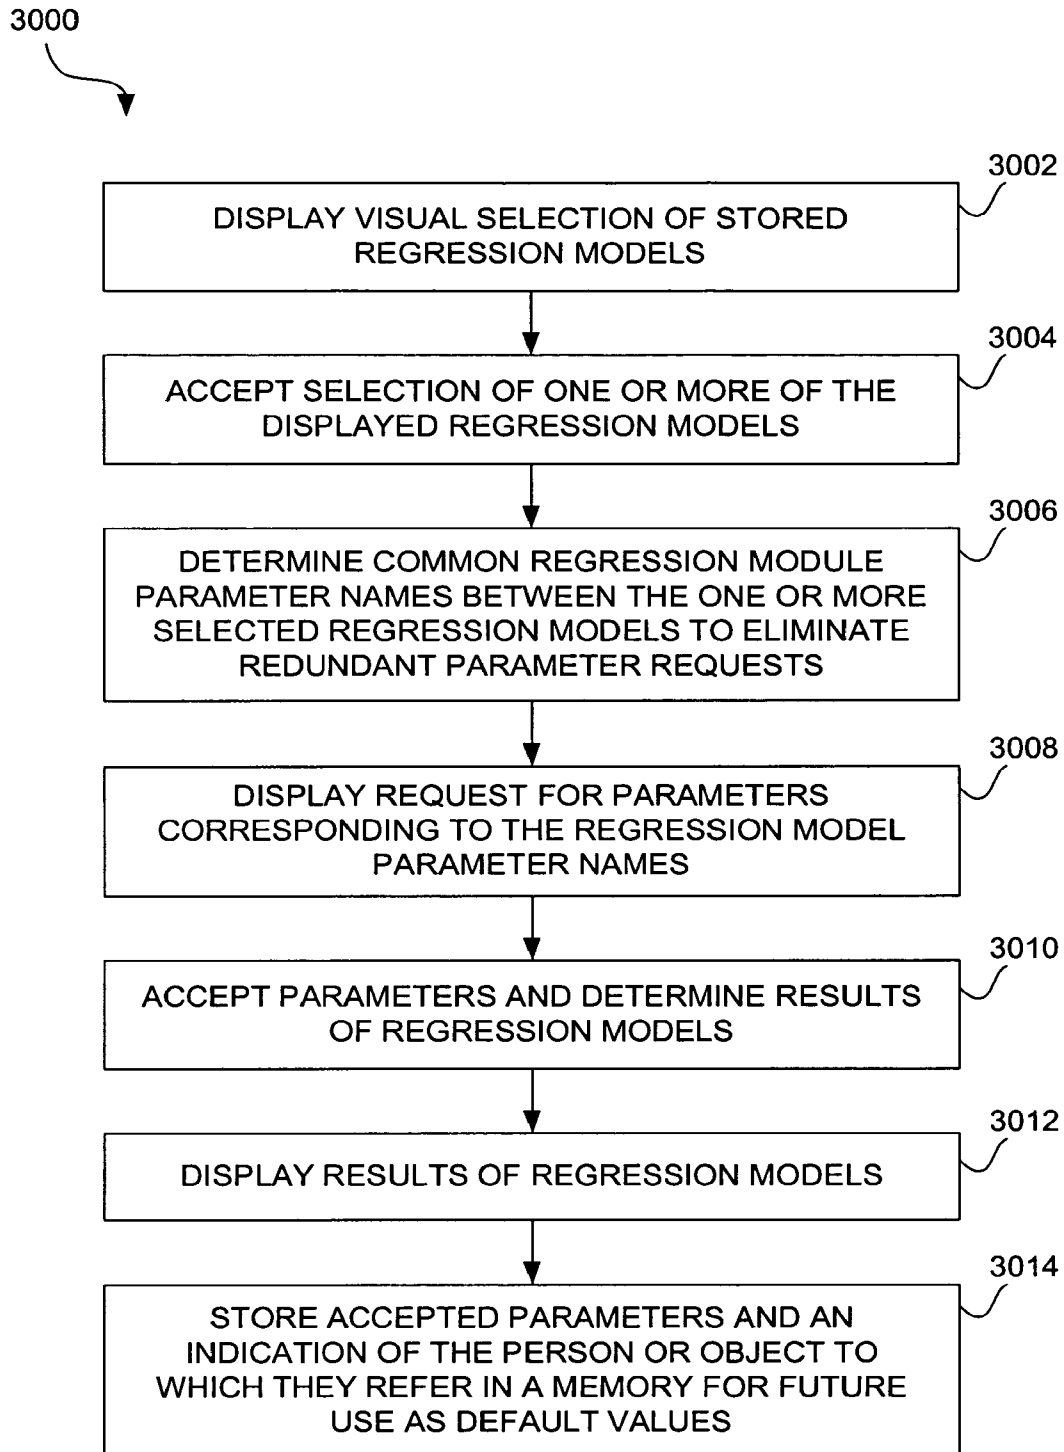 3000
3002
DISPLAY VISUAL SELECTION OF STORED
REGRESSION MODELS
3004
ACCEPT SELECTION OF ONE OR MORE OF THE
DISPLAYED REGRESSION MODELS
3006
DETERMINE COMMON REGRESSION MODULE
PARAMETER NAMES BETWEEN THE ONE OR MORE
SELECTED REGRESSION MODELS TO ELIMINATE
REDUNDANT PARAMETER REQUESTS
3008
DISPLAY REQUEST FOR PARAMETERS
CORRESPONDING TO THE REGRESSION MODEL
PARAMETER NAMES
3010
ACCEPT PARAMETERS AND DETERMINE RESULTS
OF REGRESSION MODELS
3012
DISPLAY RESULTS OF REGRESSION MODELS
3014
STORE ACCEPTED PARAMETERS AND AN
INDICATION OF THE PERSON OR OBJECT TO
WHICH THEY REFER IN A MEMORY FOR FUTURE
USE AS DEFAULT VALUES